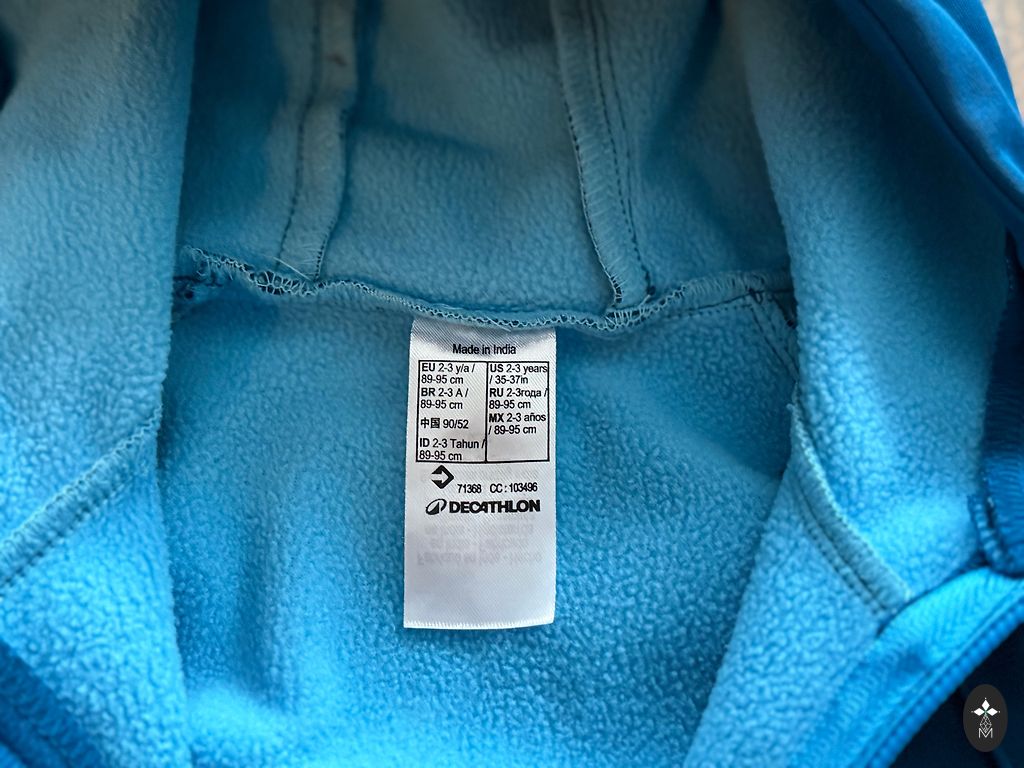 Made in India
EU 2-3 y/a /
89-95 cm
BR 2-3 A /
89-95 cm
中国 90/52
ID 2-3 Tahun /
89-95 cm
US 2-3 years
/ 35-37in
RU 2-3года /
89-95 cm
MX 2-3 años
/ 89-95 cm
71368 CC : 103496
DECATHLON
M